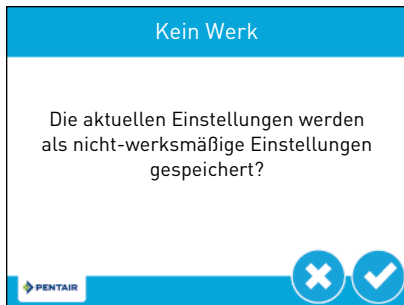 Kein Werk
Die aktuellen Einstellungen werden
als nicht-werksmäßige Einstellungen
gespeichert?
PENTAIR